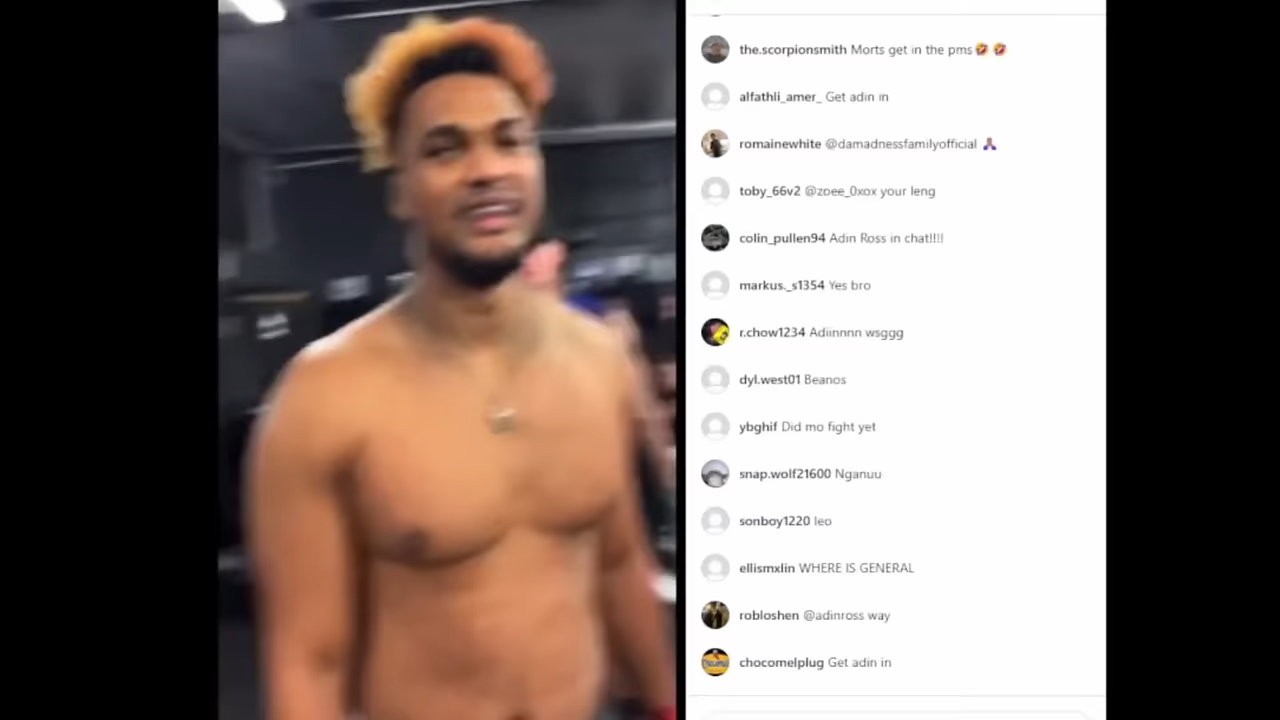 the.scorpionsmith Morts get in the pms🤣 🤣
alfathli_amer_ Get adin in
romainewhite @damadnessfamilyofficial 🙏🏾
toby_66v2 @zoee_0xox your leng
colin_pullen94 Adin Ross in chat!!!!
markus._s1354 Yes bro
r.chow1234 Adiinnnn wsggg
dyl.west01 Beanos
ybghif Did mo fight yet
snap.wolf21600 Nganuu
sonboy1220 leo
ellismxlin WHERE IS GENERAL
robloshen @adinross way
chocomelplug Get adin in